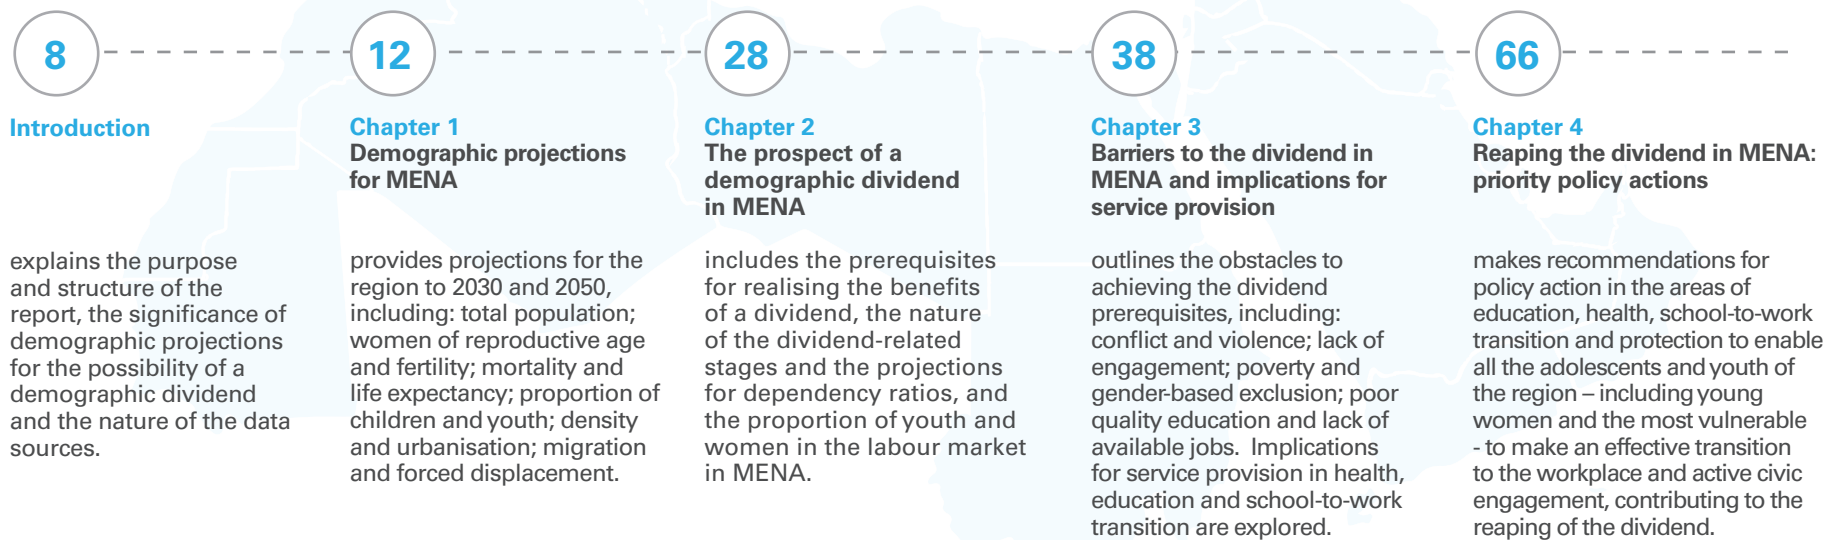 8
Introduction
explains the purpose
and structure of the
report, the significance of
demographic projections
for the possibility of a
demographic dividend
and the nature of the data
sources.
12
Chapter 1
Demographic projections
for MENA
provides projections for the
region to 2030 and 2050,
including: total population;
women of reproductive age
and fertility; mortality and
life expectancy; proportion of
children and youth; density
and urbanisation; migration
and forced displacement.
28
Chapter 2
The prospect of a
demographic dividend
in MENA
includes the prerequisites
for realising the benefits
of a dividend, the nature
of the dividend-related
stages and the projections
for dependency ratios, and
the proportion of youth and
women in the labour market
in MENA.
38
Chapter 3
Barriers to the dividend in
MENA and implications for
service provision
outlines the obstacles to
achieving the dividend
prerequisites, including:
conflict and violence; lack of
engagement; poverty and
gender-based exclusion; poor
quality education and lack of
available jobs. Implications
for service provision in health,
education and school-to-work
transition are explored.
66
Chapter 4
Reaping the dividend in MENA:
priority policy actions
makes recommendations for
policy action in the areas of
education, health, school-to-work
transition and protection to enable
all the adolescents and youth of
the region – including young
women and the most vulnerable
- to make an effective transition
to the workplace and active civic
engagement, contributing to the
reaping of the dividend.